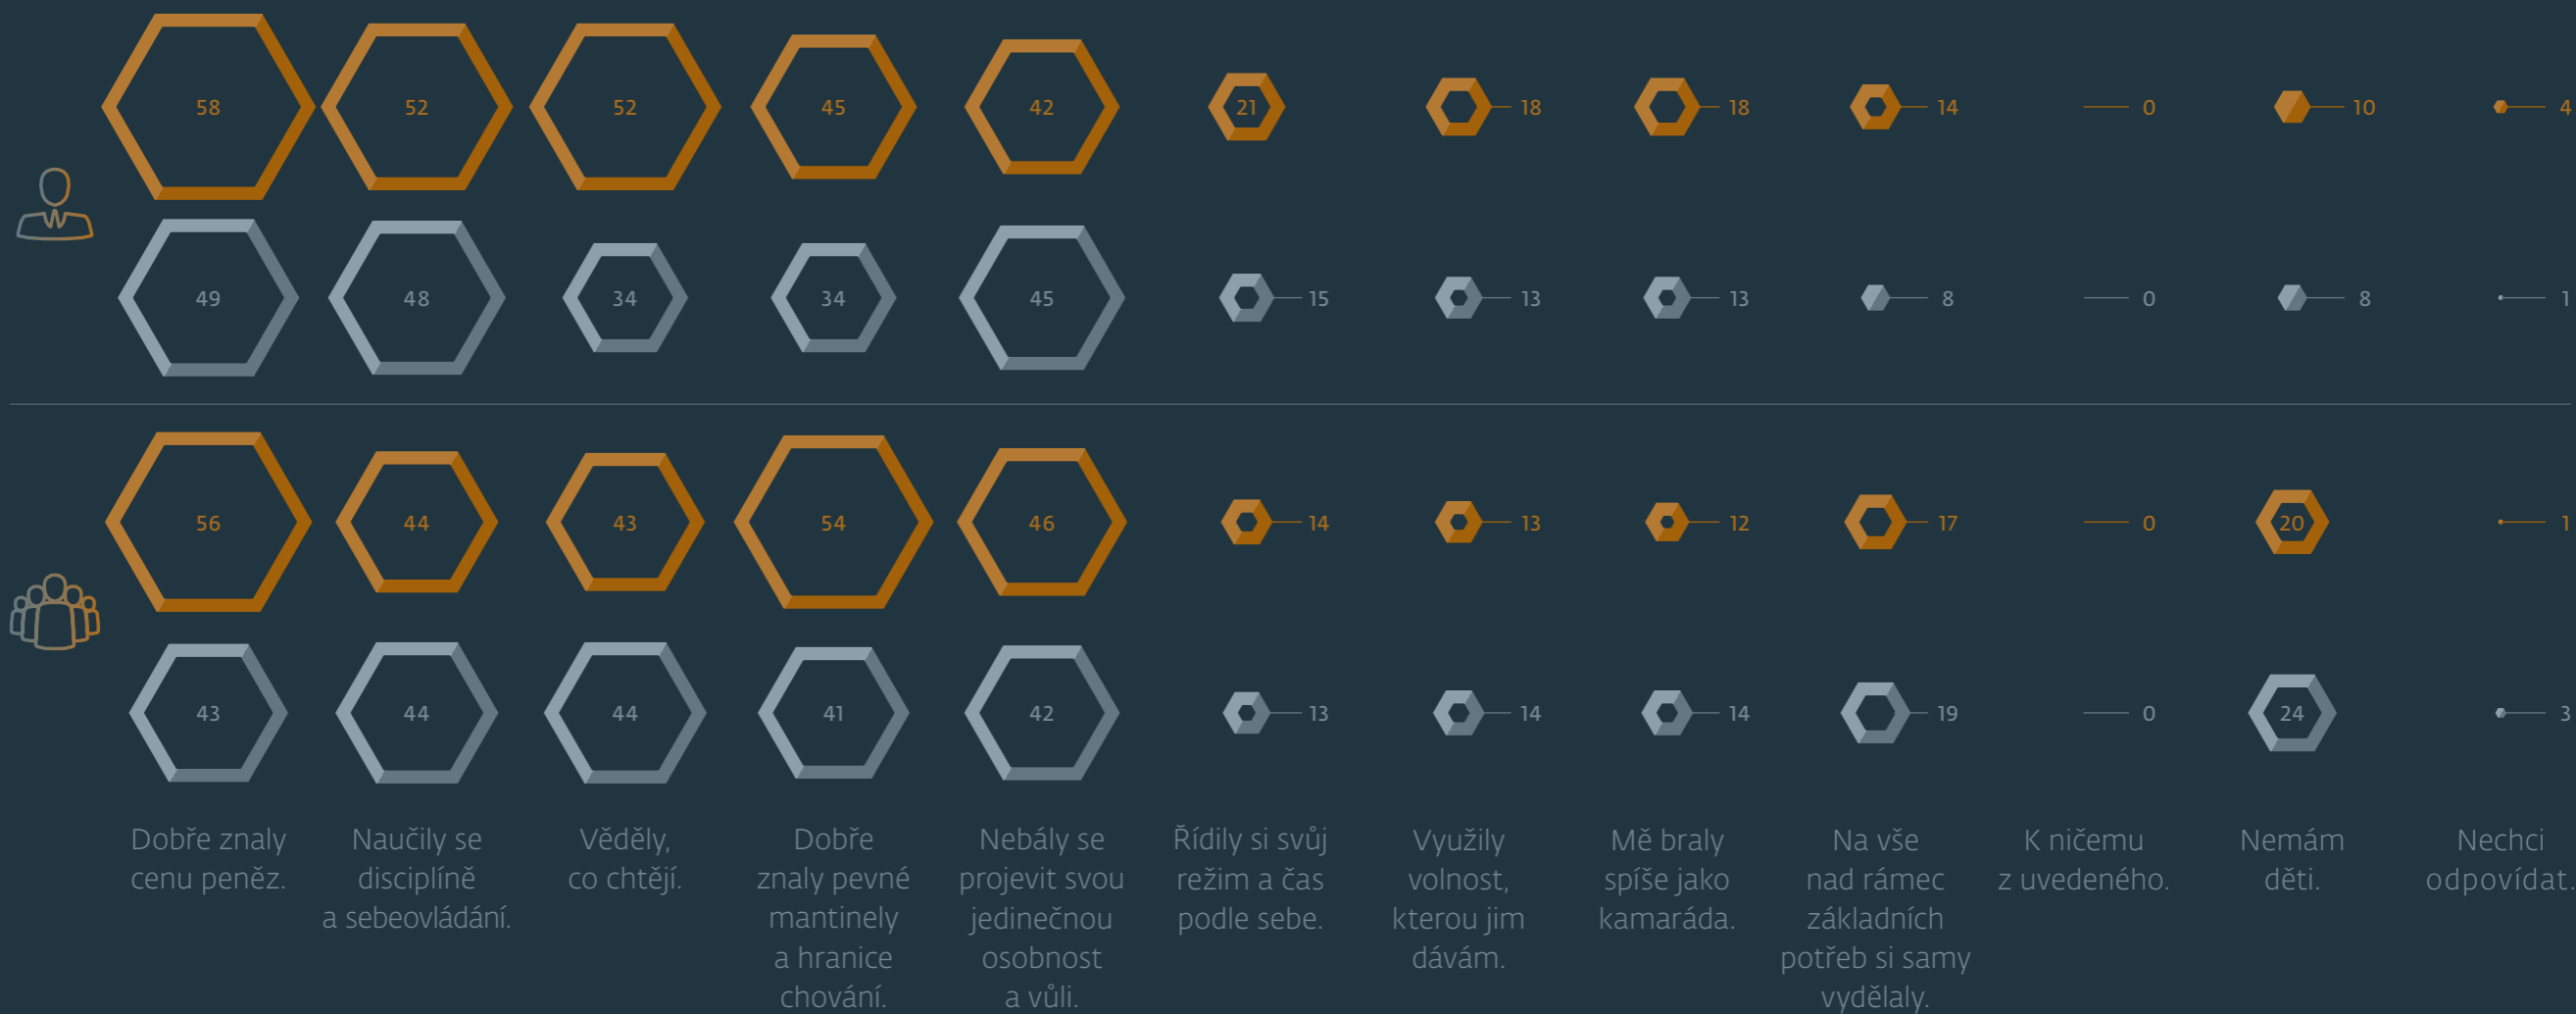 58 52 52 45 42 21 18 18 14 0 10 4
49 48 34 34 45 15 13 13 8 0 8 1
56 44 43 54 46 14 13 12 17 0 20 1
43 44 44 41 42 13 14 14 19 0 24 3
Dobře znaly
cenu peněz.
Naučily se
disciplíně
a sebeovládání.
Věděly,
co chtějí.
Dobře
znaly pevné
mantinely
a hranice
chování.
Nebály se
projevit svou
jedinečnou
osobnost
a vůli.
Řídily si svůj
režim a čas
podle sebe.
Využily
volnost,
kterou jim
dávám.
Mě braly
spíše jako
kamaráda.
Na vše
nad rámec
základních
potřeb si samy
vydělaly.
K ničemu
z uvedeného.
Nemám
děti.
Nechci
odpovídat.